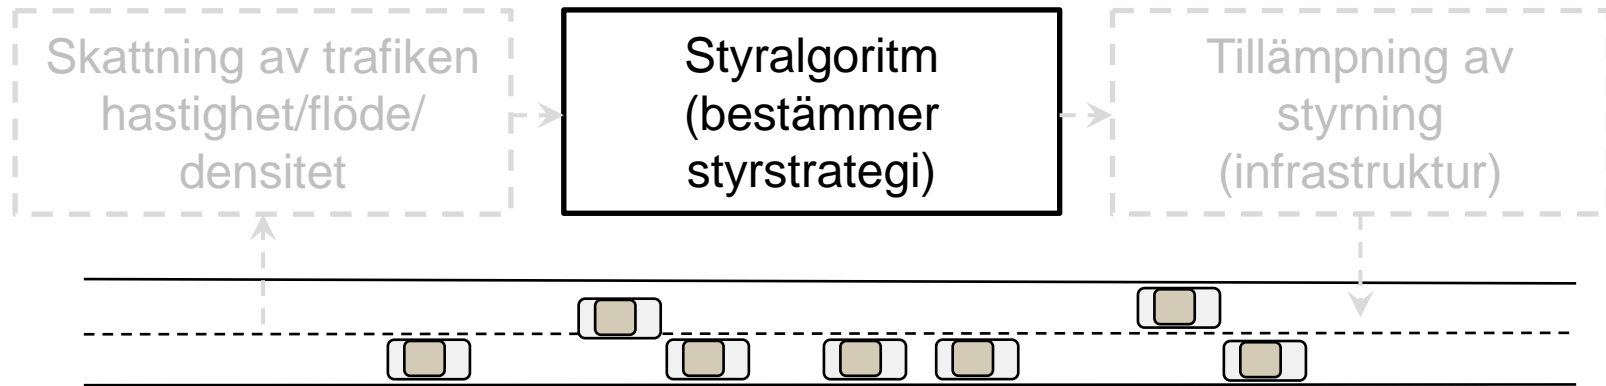 Skattning av trafiken
hastighet/flöde/
densitet
Styralgoritm
(bestämmer
styrstrategi)
Tillämpning av
styrning
(infrastruktur)